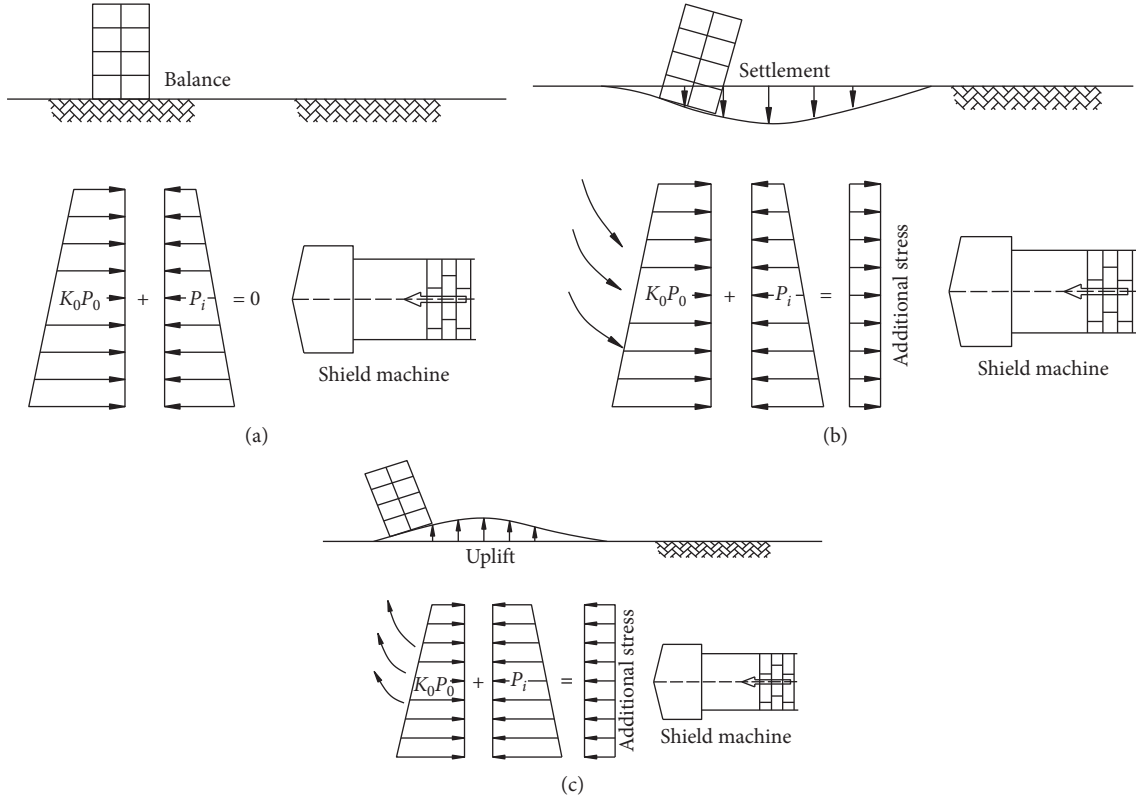 Balance
K₀P₀ + Pᵢ = 0
Shield machine
(a)
Settlement
K₀P₀ + Pᵢ =
Additional stress
Shield machine
(b)
Uplift
K₀P₀ + Pᵢ =
Additional stress
Shield machine
(c)